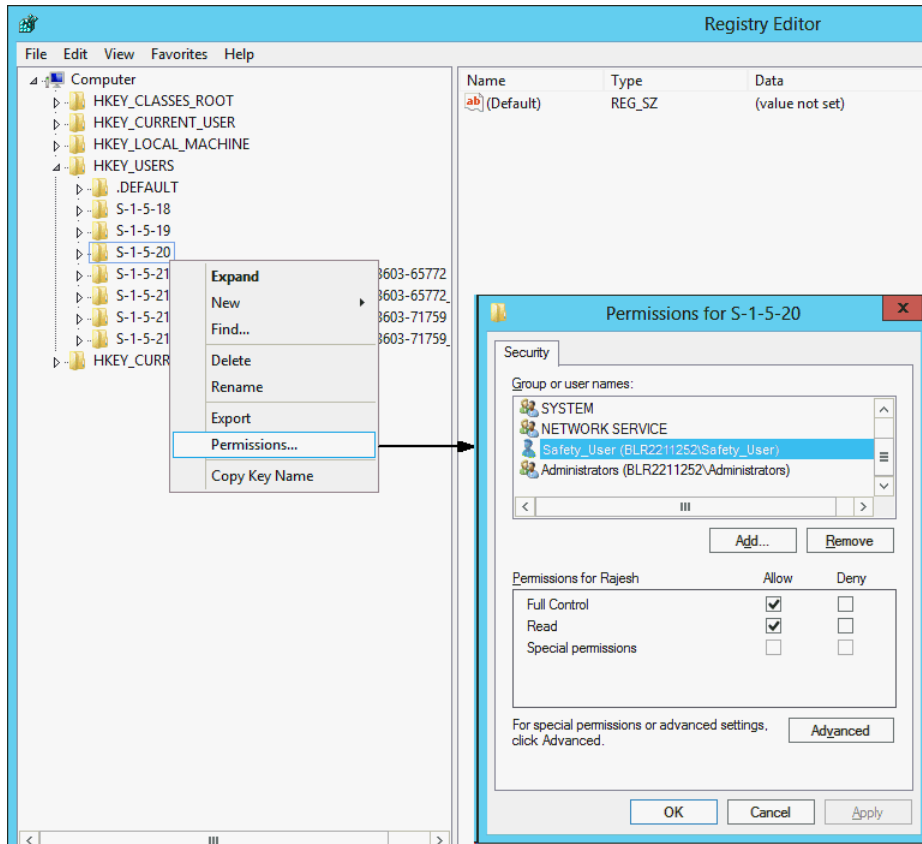 Registry Editor
File Edit View Favorites Help
Computer
HKEY_CLASSES_ROOT
HKEY_CURRENT_USER
HKEY_LOCAL_MACHINE
HKEY_USERS
.DEFAULT
S-1-5-18
S-1-5-19
S-1-5-20
S-1-5-21 3603-65772
S-1-5-21 3603-65772_
S-1-5-21 3603-71759
S-1-5-21 3603-71759_
HKEY_CURR
Expand
New
Find...
Delete
Rename
Export
Permissions...
Copy Key Name
Name Type Data
ab (Default) REG_SZ (value not set)
Permissions for S-1-5-20
x
Security
Group or user names:
SYSTEM
NETWORK SERVICE
Safety_User (BLR2211252\Safety_User)
Administrators (BLR2211252\Administrators)
Add... Remove
Permissions for Rajesh Allow Deny
Full Control
Read
Special permissions
For special permissions or advanced settings,
click Advanced.
Advanced
OK Cancel Apply